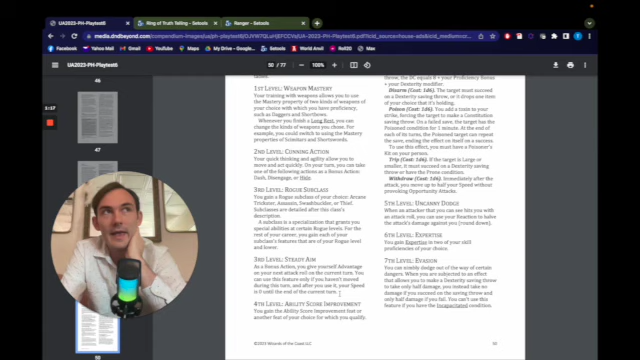 UA2023-PH-Playtest6
Ring of Truth Telling - 5etools
Ranger - 5etools
media.dndbeyond.com/compendium-images/ua/ph-playtest6/
Facebook
Yahoo Mail
Gmail
YouTube
Maps
My Drive - Google...
5etools
World Anvil
Roll20
Mac
All Bookmarks
UA2023-PH-Playtest6
50 / 77
100%
46
47
1ST LEVEL: WEAPON MASTERY
Your training with weapons allows you to use
the Mastery property of two kinds of weapons of
your choice with which you have proficiency,
such as Daggers and Shortbows.
Whenever you finish a Long Rest, you can
change the kinds of weapons you chose. For
example, you could switch to using the Mastery
properties of Scimitars and Shortswords.
2ND LEVEL: CUNNING ACTION
Your quick thinking and agility allow you to
move and act quickly. On your turn, you can take
one of the following actions as a Bonus Action:
Dash, Disengage, or Hide.
3RD LEVEL: ROGUE SUBCLASS
You gain a Rogue subclass of your choice: Arcane
Trickster, Assassin, Swashbuckler, or Thief.
Subclasses are detailed after this class's
description.
A subclass is a specialization that grants you
special abilities at certain Rogue levels. For the
rest of your career, you gain each of your
subclass's features that are of your Rogue level
and lower.
3RD LEVEL: STEADY AIM
As a Bonus Action, you give yourself Advantage
on your next attack roll on the current turn. You
can use this feature only if you haven't moved
during this turn, and after you use it, your Speed
is 0 until the end of the current turn.
4TH LEVEL: ABILITY SCORE IMPROVEMENT
You gain the Ability Score Improvement feat or
another feat of your choice for which you qualify.
©2023 Wizards of the Coast LLC
the DC equals 8 + your Proficiency Bonus +
your Dexterity modifier.
Disarm (Cost: 1d6). The target must succeed
on a Dexterity saving throw, or it drops one item
of your choice that it's holding.
Poison (Cost: 1d6). You add a toxin to your
strike, forcing the target to make a Constitution
saving throw. On a failed save, the target has
the Poisoned condition for 1 minute. At the end
of each of its turns, the Poisoned target can repeat
the save, ending the effect on itself on a success.
To use this effect, you must have a Poisoner's
Kit on your person.
Trip (Cost: 1d6). If the target is Large or
smaller, it must succeed on a Dexterity saving
throw or have the Prone condition.
Withdraw (Cost: 1d6). Immediately after the
attack, you move up to half your Speed without
provoking Opportunity Attacks.
5TH LEVEL: UNCANNY DODGE
When an attacker that you can see hits you with
an attack roll, you can use your Reaction to halve
the attack's damage against you (round down).
6TH LEVEL: EXPERTISE
You gain Expertise in two of your skill
proficiencies of your choice.
7TH LEVEL: EVASION
You can nimbly dodge out of the way of certain
dangers. When you are subjected to an effect
that allows you to make a Dexterity saving throw
to take only half damage, you instead take no
damage if you succeed on the saving throw and
only half damage if you fail. You can't use this
feature if you have the Incapacitated condition.
50